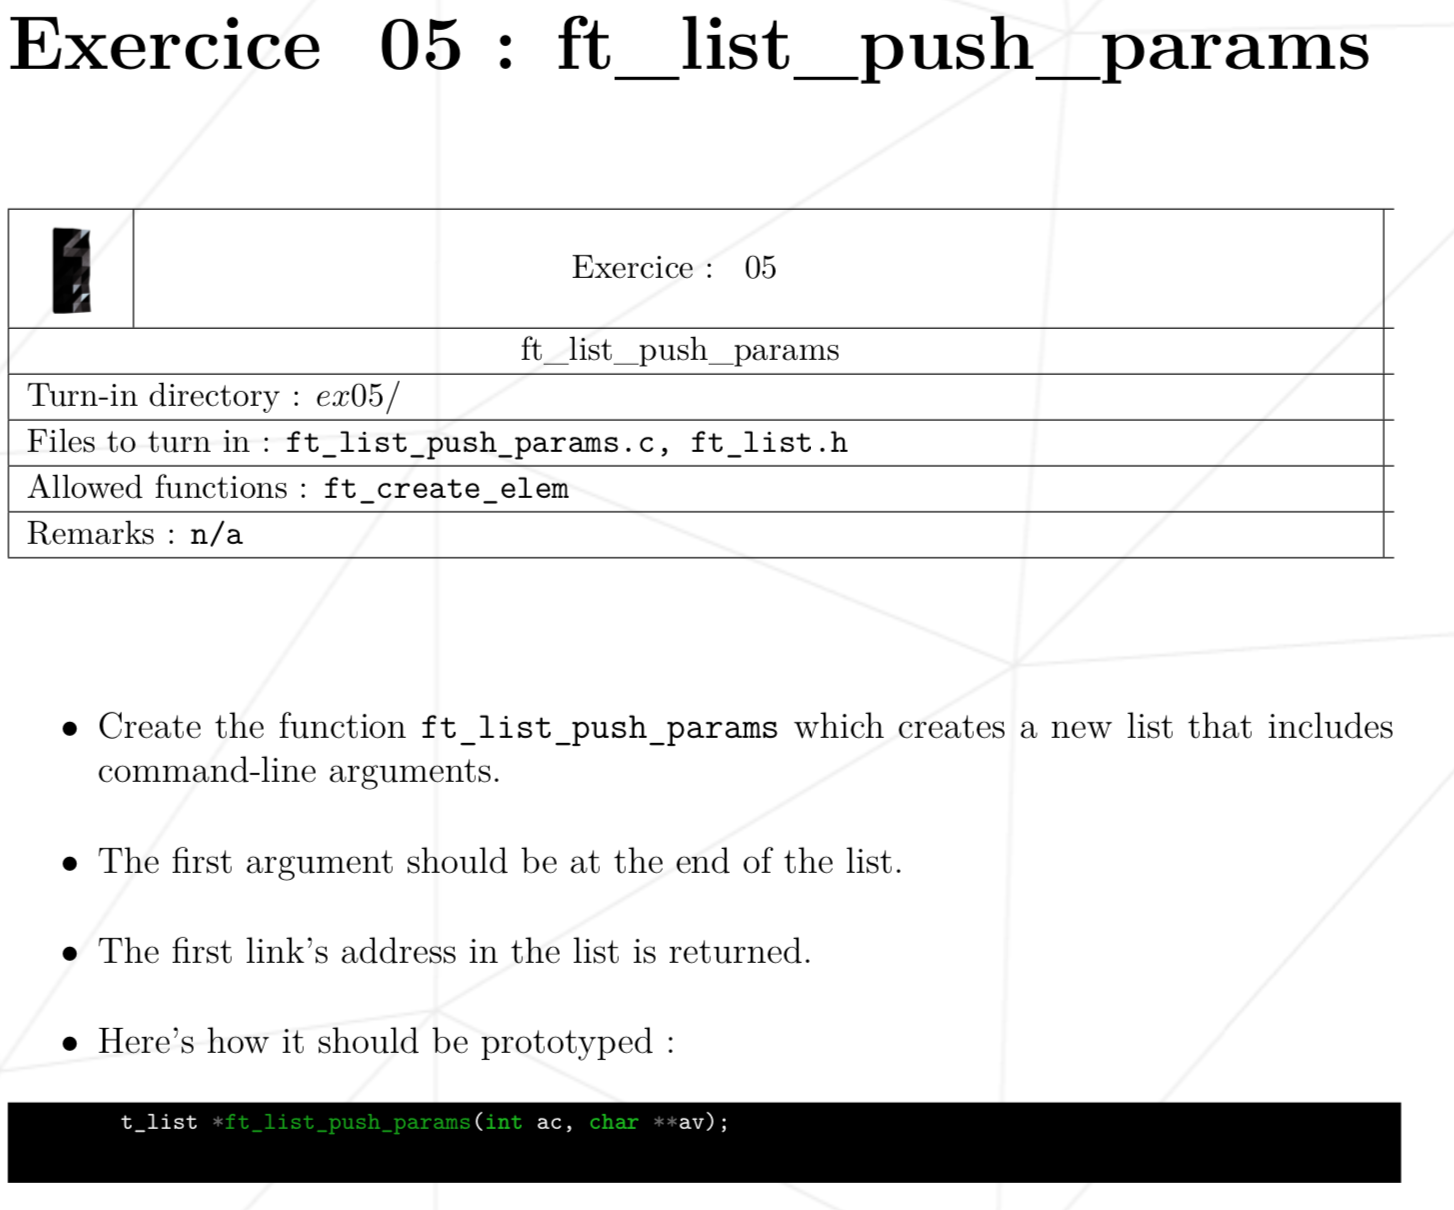 Exercice 05 : ft_list_push_params
Exercice : 05
ft_list_push_params
Turn-in directory : ex05/
Files to turn in : ft_list_push_params.c, ft_list.h
Allowed functions : ft_create_elem
Remarks : n/a
• Create the function ft_list_push_params which creates a new list that includes
command-line arguments.
• The first argument should be at the end of the list.
• The first link's address in the list is returned.
• Here's how it should be prototyped :
t_list *ft_list_push_params(int ac, char **av);